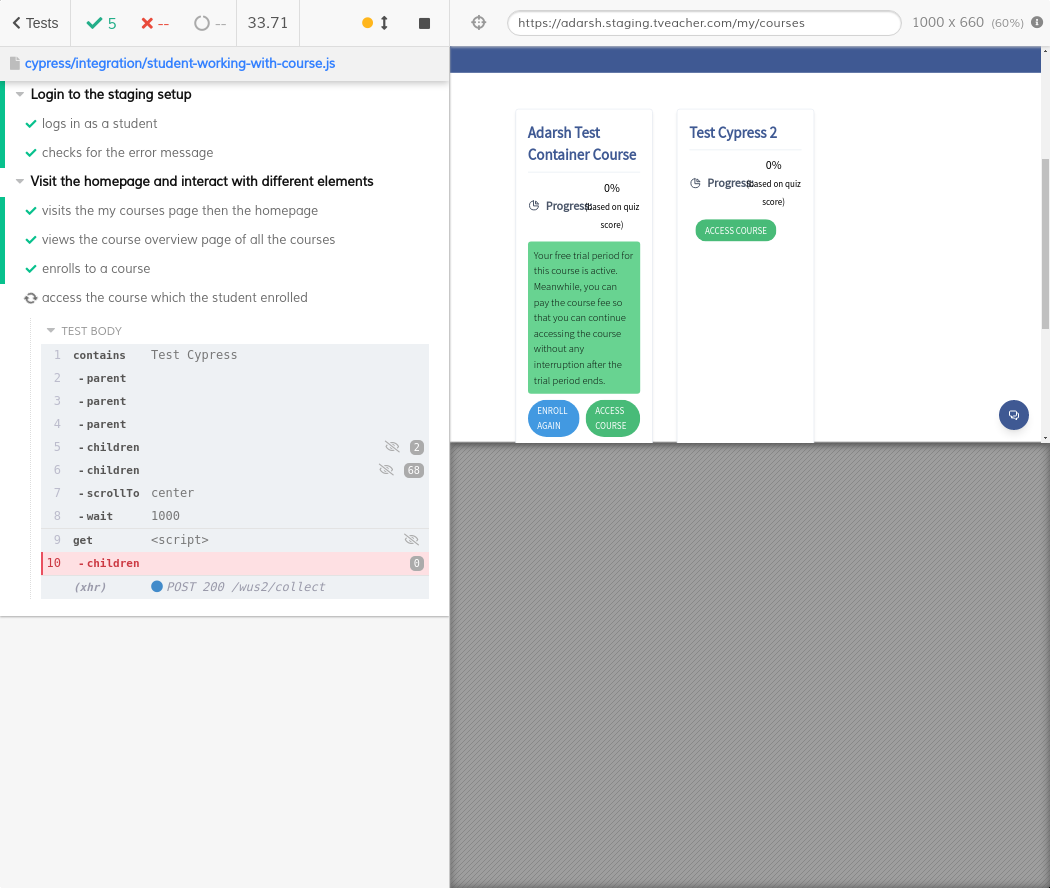 Tests
5
--
--
33.71
https://adarsh.staging.tveacher.com/my/courses
1000 x 660 (60%)
cypress/integration/student-working-with-course.js
Login to the staging setup
logs in as a student
checks for the error message
Visit the homepage and interact with different elements
visits the my courses page then the homepage
views the course overview page of all the courses
enrolls to a course
access the course which the student enrolled
TEST BODY
1 contains Test Cypress
2 - parent
3 - parent
4 - parent
5 - children 2
6 - children 68
7 - scrollTo center
8 - wait 1000
9 get <script>
10 - children 0
(xhr) POST 200 /wus2/collect
Adarsh Test
Container Course
0%
Progress
(based on quiz
score)
Your free trial period for
this course is active.
Meanwhile, you can
pay the course fee so
that you can continue
accessing the course
without any
interruption after the
trial period ends.
ENROLL
AGAIN
ACCESS
COURSE
Test Cypress 2
0%
Progress
(based on quiz
score)
ACCESS COURSE